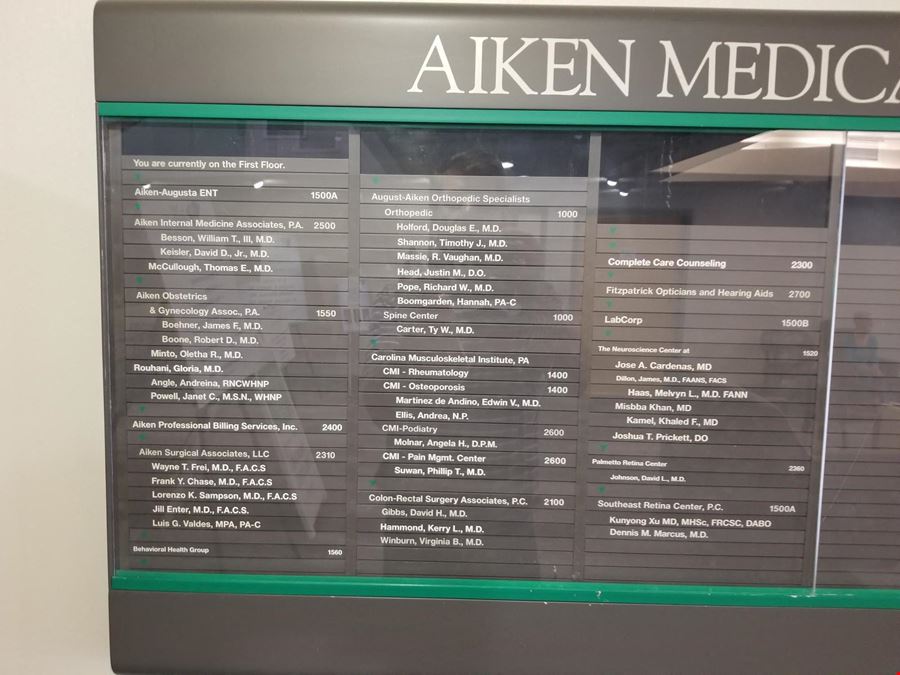 AIKEN MEDICA
You are currently on the First Floor.
Aiken-Augusta ENT 1500A
Aiken Internal Medicine Associates, P.A. 2500
Besson, William T., III, M.D.
Keisler, David D., Jr., M.D.
McCullough, Thomas E., M.D.
Aiken Obstetrics
& Gynecology Assoc., P.A. 1550
Boehner, James F., M.D.
Boone, Robert D., M.D.
Minto, Oletha R., M.D.
Rouhani, Gloria, M.D.
Angle, Andreina, RNCWHNP
Powell, Janet C., M.S.N., WHNP
Aiken Professional Billing Services, Inc. 2400
Aiken Surgical Associates, LLC 2310
Wayne T. Frei, M.D., F.A.C.S
Frank Y. Chase, M.D., F.A.C.S
Lorenzo K. Sampson, M.D., F.A.C.S
Jill Enter, M.D., F.A.C.S.
Luis G. Valdes, MPA, PA-C
Behavioral Health Group 1560
August-Aiken Orthopedic Specialists
Orthopedic 1000
Holford, Douglas E., M.D.
Shannon, Timothy J., M.D.
Massie, R. Vaughan, M.D.
Head, Justin M., D.O.
Pope, Richard W., M.D.
Boomgarden, Hannah, PA-C
Spine Center 1000
Carter, Ty W., M.D.
Carolina Musculoskeletal Institute, PA
CMI - Rheumatology 1400
CMI - Osteoporosis 1400
Martinez de Andino, Edwin V., M.D.
Ellis, Andrea, N.P.
CMI-Podiatry 2600
Molnar, Angela H., D.P.M.
CMI - Pain Mgmt. Center 2600
Suwan, Phillip T., M.D.
Colon-Rectal Surgery Associates, P.C. 2100
Gibbs, David H., M.D.
Hammond, Kerry L., M.D.
Winburn, Virginia B., M.D.
Complete Care Counseling 2300
Fitzpatrick Opticians and Hearing Aids 2700
LabCorp 1500B
The Neuroscience Center at 1520
Jose A. Cardenas, MD
Dillon, James, M.D., FAANS, FACS
Haas, Melvyn L., M.D. FANN
Misbba Khan, MD
Kamel, Khaled F., MD
Joshua T. Prickett, DO
Palmetto Retina Center 2360
Johnson, David L., M.D.
Southeast Retina Center, P.C. 1500A
Kunyong Xu MD, MHSc, FRCSC, DABO
Dennis M. Marcus, M.D.